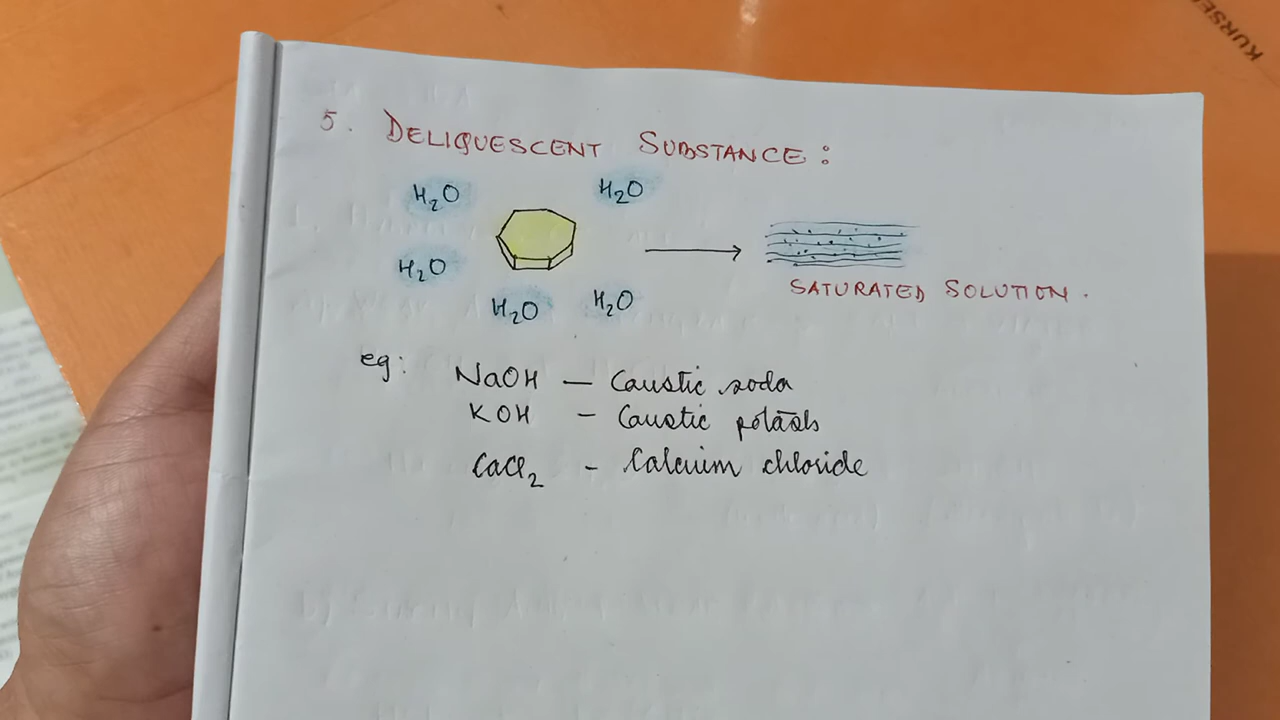 KURSE
5. DELIQUESCENT SUBSTANCE:
H₂O H₂O
H₂O
H₂O H₂O
SATURATED SOLUTION.
eg: NaOH — Caustic soda
KOH - Caustic potash
CaCl₂ - Calcium chloride